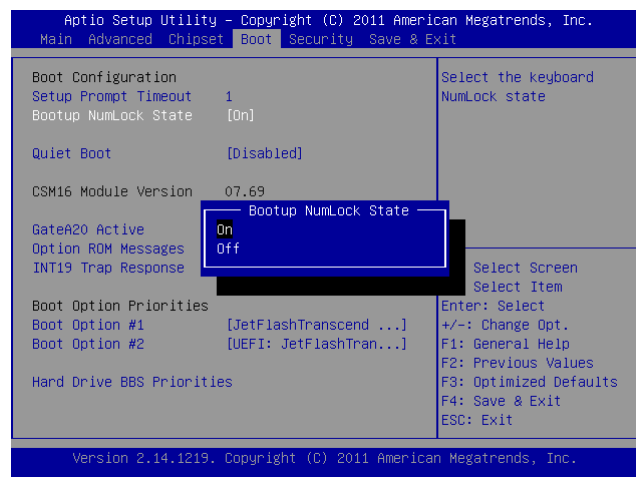 Aptio Setup Utility – Copyright (C) 2011 American Megatrends, Inc.
Main Advanced Chipset Boot Security Save & Exit
Boot Configuration
Setup Prompt Timeout 1
Bootup NumLock State [On]
Quiet Boot [Disabled]
CSM16 Module Version 07.69
GateA20 Active
Option ROM Messages
INT19 Trap Response
Boot Option Priorities
Boot Option #1 [JetFlashTranscend ...]
Boot Option #2 [UEFI: JetFlashTran...]
Hard Drive BBS Priorities
Bootup NumLock State
On
Off
Select the keyboard
NumLock state
Select Screen
Select Item
Enter: Select
+/-: Change Opt.
F1: General Help
F2: Previous Values
F3: Optimized Defaults
F4: Save & Exit
ESC: Exit
Version 2.14.1219. Copyright (C) 2011 American Megatrends, Inc.